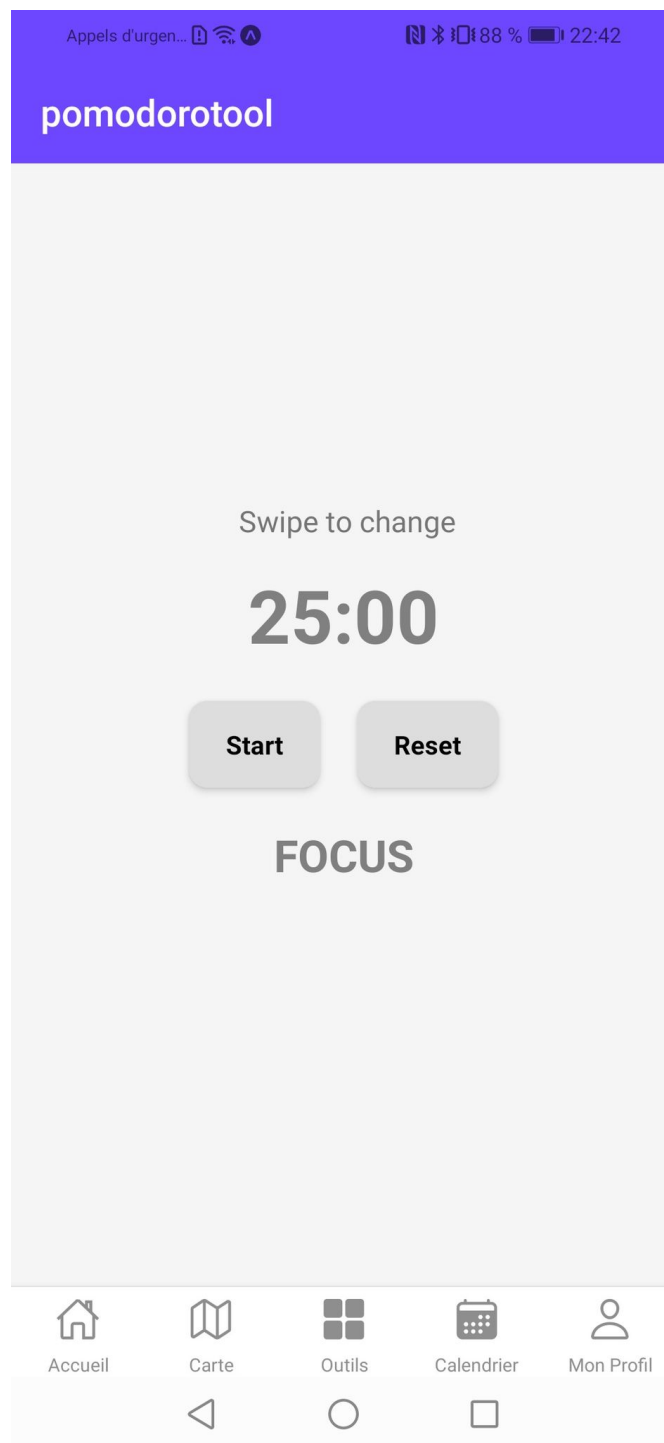 Appels d'urgen... 88 % 22:42
pomodorotool
Swipe to change
25:00
Start Reset
FOCUS
Accueil Carte Outils Calendrier Mon Profil